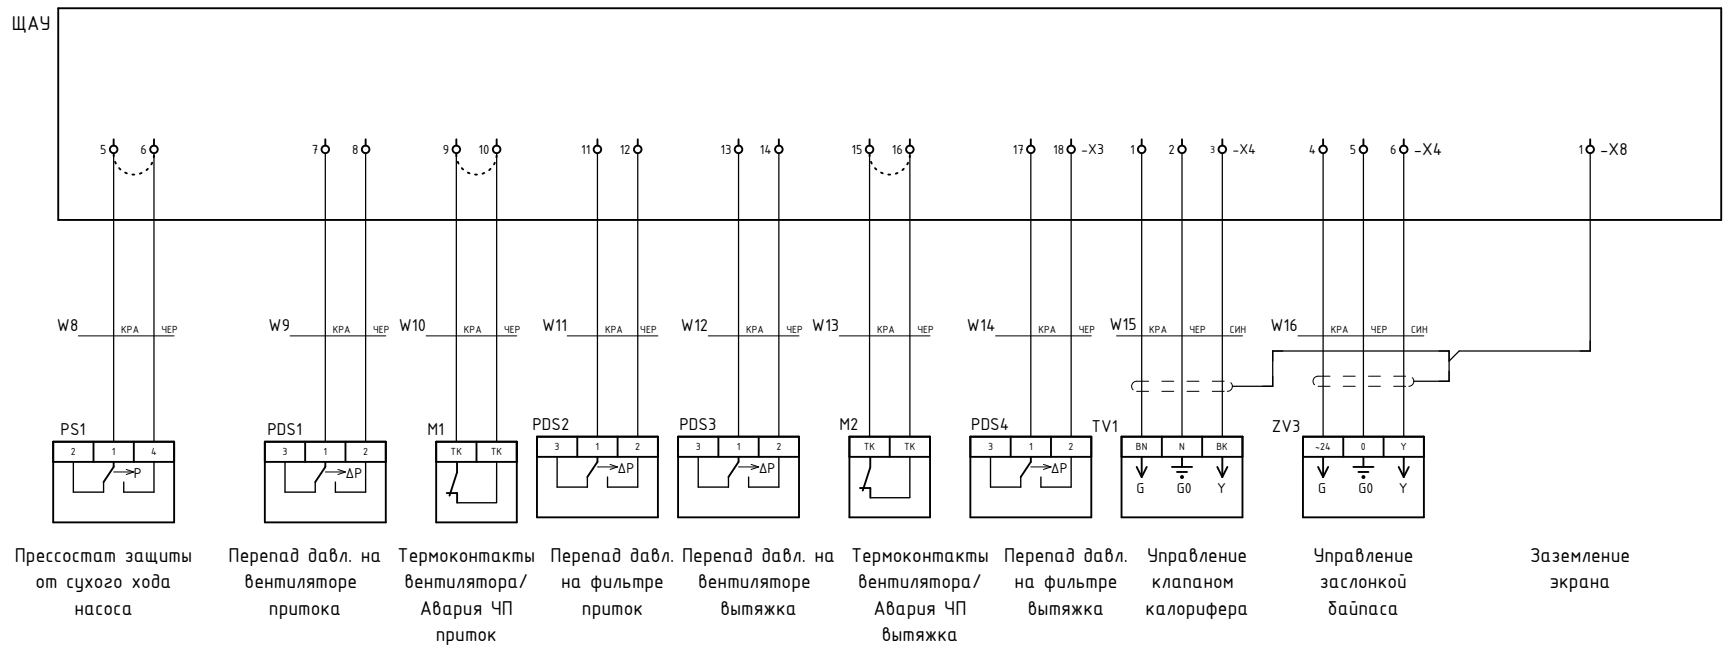 ЩАУ
5 6 7 8 9 10 11 12 13 14 15 16 17 18 -X3 1 2 3 -X4 4 5 6 -X4 1 -X8
W8 КРА ЧЕР W9 КРА ЧЕР W10 КРА ЧЕР W11 КРА ЧЕР W12 КРА ЧЕР W13 КРА ЧЕР W14 КРА ЧЕР W15 КРА ЧЕР СИН W16 КРА ЧЕР СИН
PS1 PDS1 M1 PDS2 PDS3 M2 PDS4 TV1 ZV3
2 1 4 3 1 2 ТК ТК 3 1 2 3 1 2 ТК ТК 3 1 2 BN N BK ~24 0 Y
P ΔP ΔP ΔP ΔP G G0 Y G G0 Y
Прессостат защиты
от сухого хода
насоса
Перепад давл. на
вентиляторе
притока
Термоконтакты
вентилятора/
Авария ЧП
приток
Перепад давл.
на фильтре
приток
Перепад давл. на
вентиляторе
вытяжка
Термоконтакты
вентилятора/
Авария ЧП
вытяжка
Перепад давл.
на фильтре
вытяжка
Управление
клапаном
калорифера
Управление
заслонкой
байпаса
Заземление
экрана